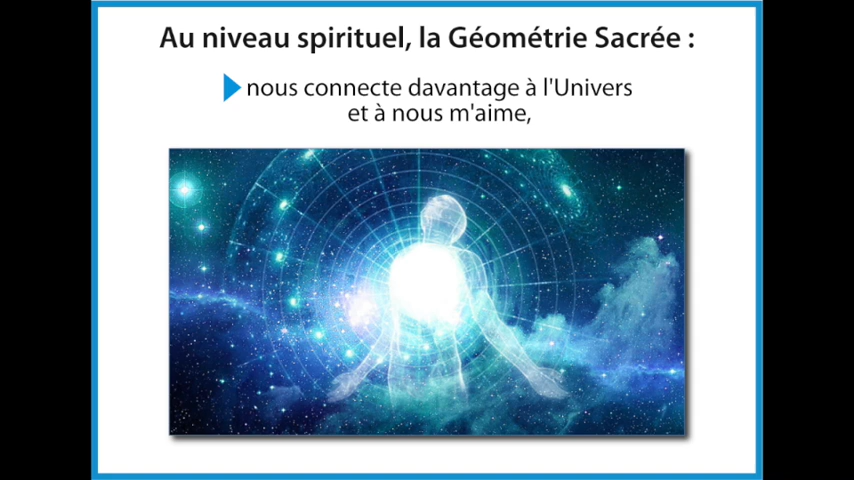 Au niveau spirituel, la Géométrie Sacrée :
nous connecte davantage à l'Univers
et à nous m'aime,